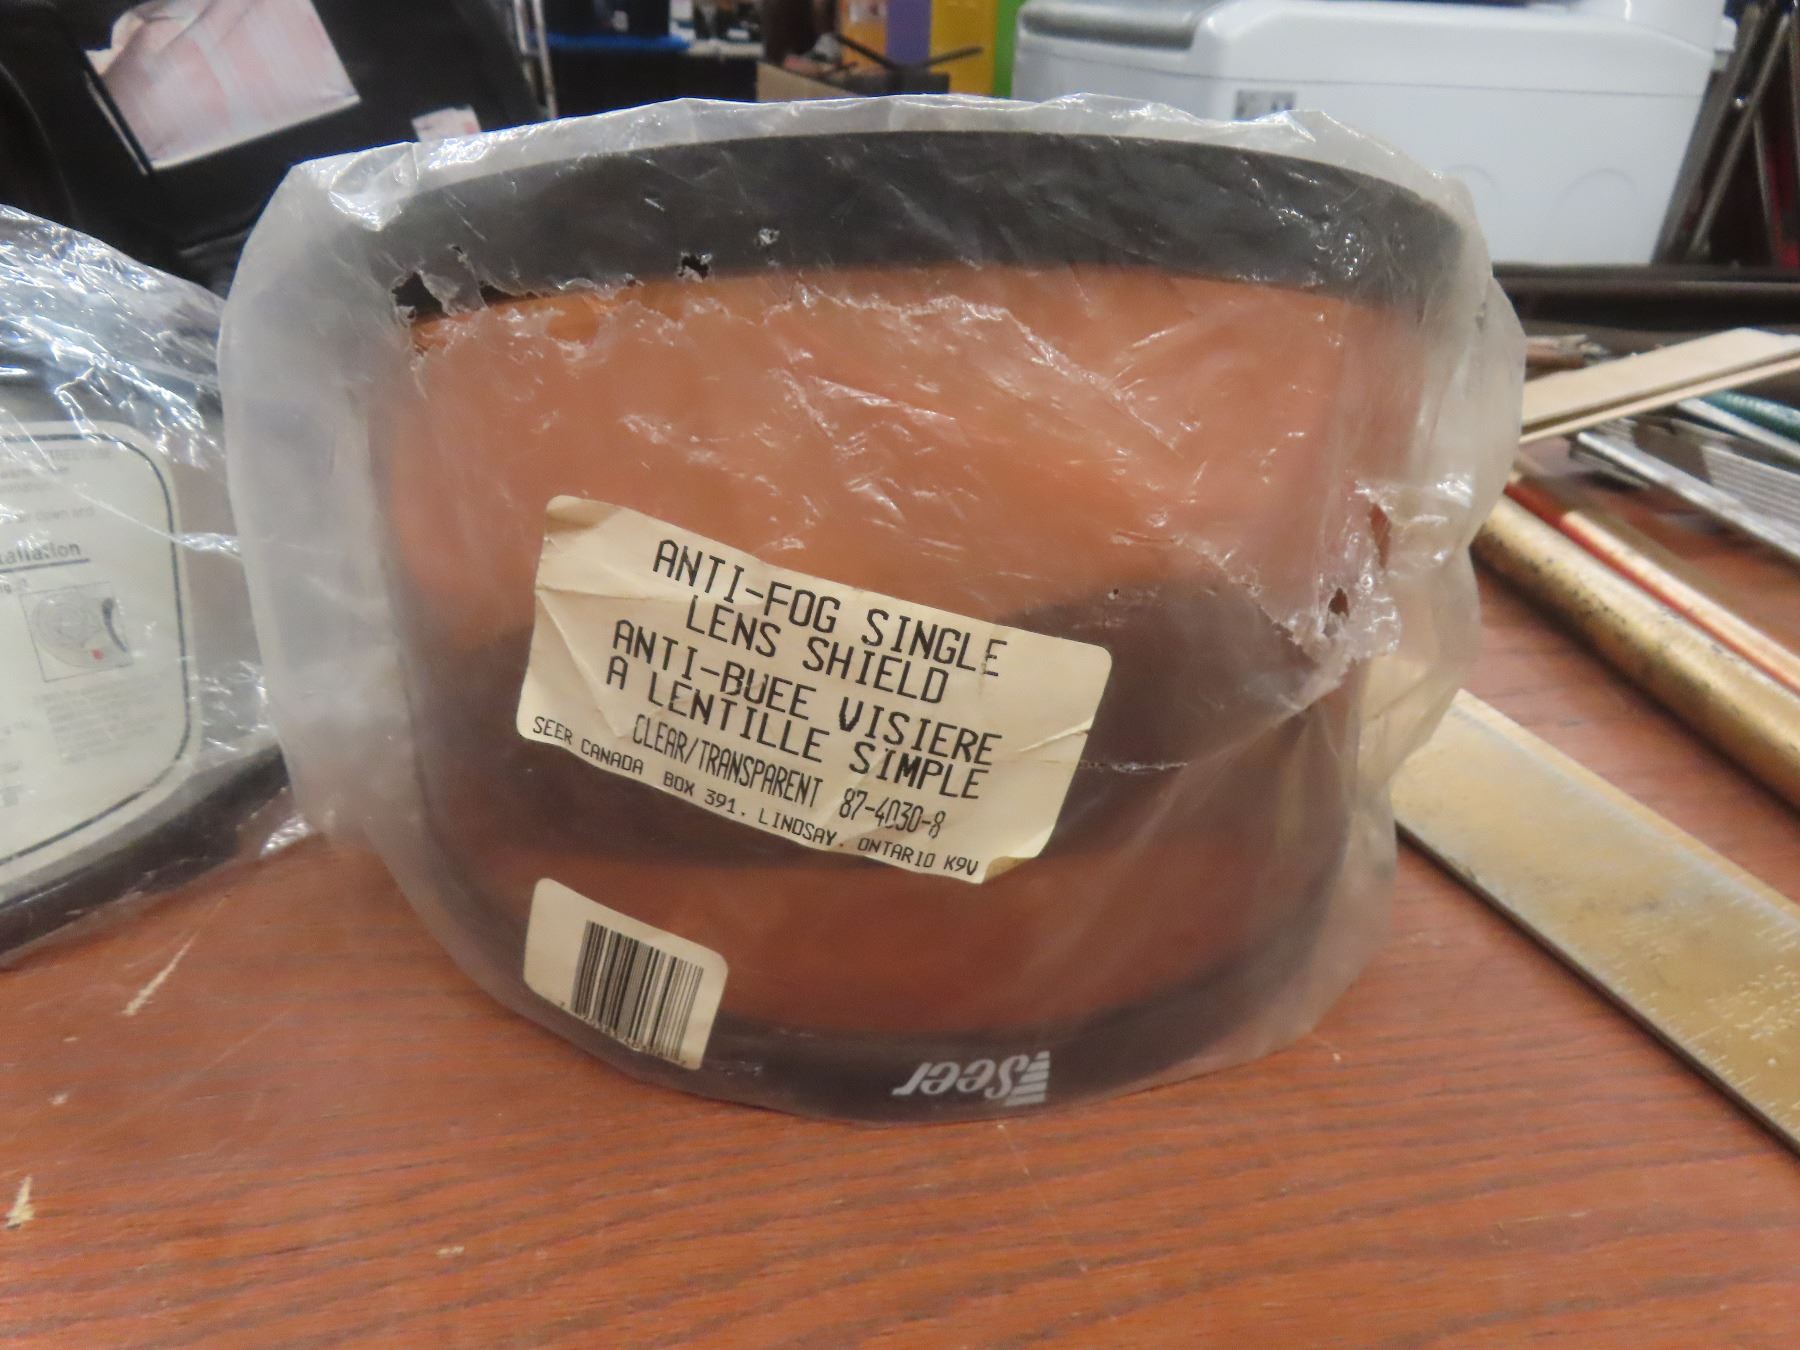 ANTI-FOG SINGLE
LENS SHIELD
ANTI-BUEE VISIERE
A LENTILLE SIMPLE
CLEAR/TRANSPARENT 87-4030-8
SEER CANADA BOX 391, LINDSAY, ONTARIO K9V
Seer